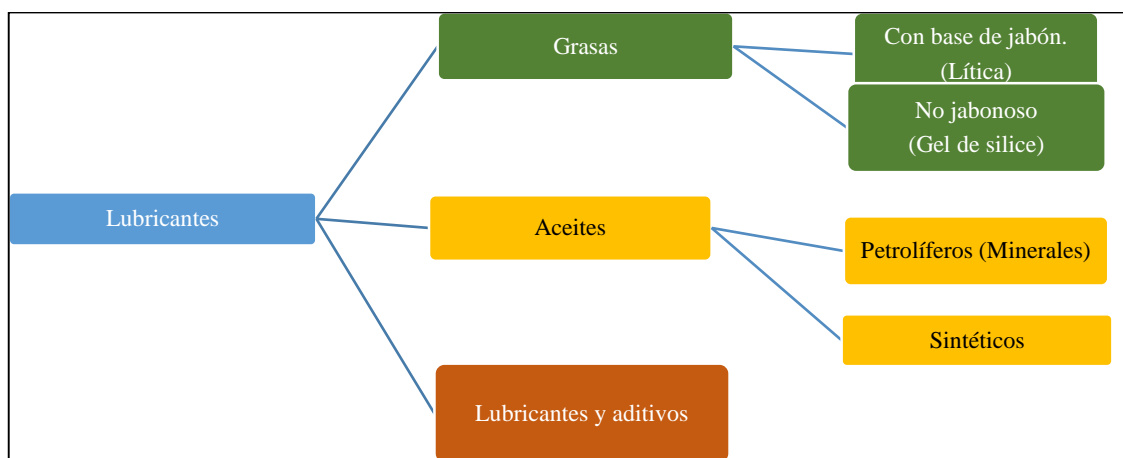 Lubricantes
Grasas
Con base de jabón.
(Lítica)
No jabonoso
(Gel de silice)
Aceites
Petrolíferos (Minerales)
Sintéticos
Lubricantes y aditivos